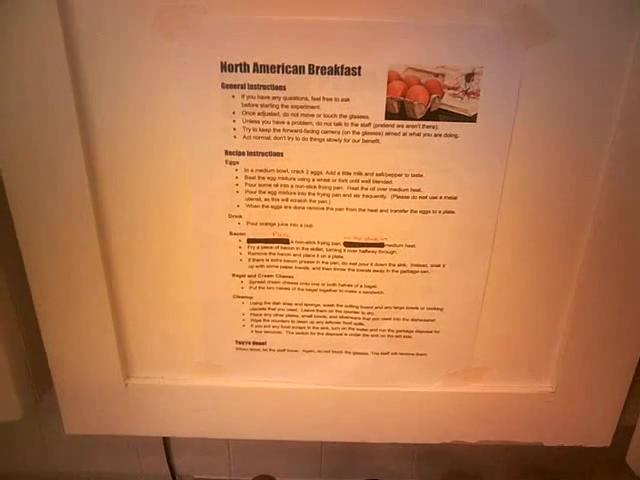 North American Breakfast
General Instructions
If you have any questions, feel free to ask
before starting the experiment.
Once adjusted, do not move or touch the glasses.
Unless you have a problem, do not talk to the staff (pretend we aren't there).
Try to keep the forward-facing camera (on the glasses) aimed at what you are doing.
Act normal; don't try to do things slowly for our benefit.
Recipe Instructions
Eggs
In a medium bowl, crack 2 eggs. Add a little milk and salt/pepper to taste.
Beat the egg mixture using a whisk or fork until well blended.
Pour some oil into a non-stick frying pan. Heat the oil over medium heat.
Pour the egg mixture into the frying pan and stir frequently. (Please do not use a metal
utensil, as this will scratch the pan.)
When the eggs are done remove the pan from the heat and transfer the eggs to a plate.
Drink
Pour orange juice into a cup.
Bacon
a non-stick frying pan medium heat.
Fry a piece of bacon in the skillet, turning it over halfway through.
Remove the bacon and place it on a plate.
If there is extra bacon grease in the pan, do not pour it down the sink. Instead, soak it
up with some paper towels, and then throw the towels away in the garbage can.
Bagel and Cream Cheese
Spread cream cheese onto one or both halves of a bagel.
Put the two halves of the bagel together to make a sandwich.
Cleanup
Using the dish soap and sponge, wash the cutting board and any large bowls or cooking
utensils that you used. Leave them on the counter to dry.
Place any other plates, small bowls, and silverware that you used into the dishwasher.
Wipe the counters to clean up any leftover food spills.
If you put any food scraps in the sink, turn on the water and run the garbage disposal for
a few seconds. The switch for the disposal is under the sink on the left side.
You're done!
When done, let the staff know. Again, do not touch the glasses. The staff will remove them.